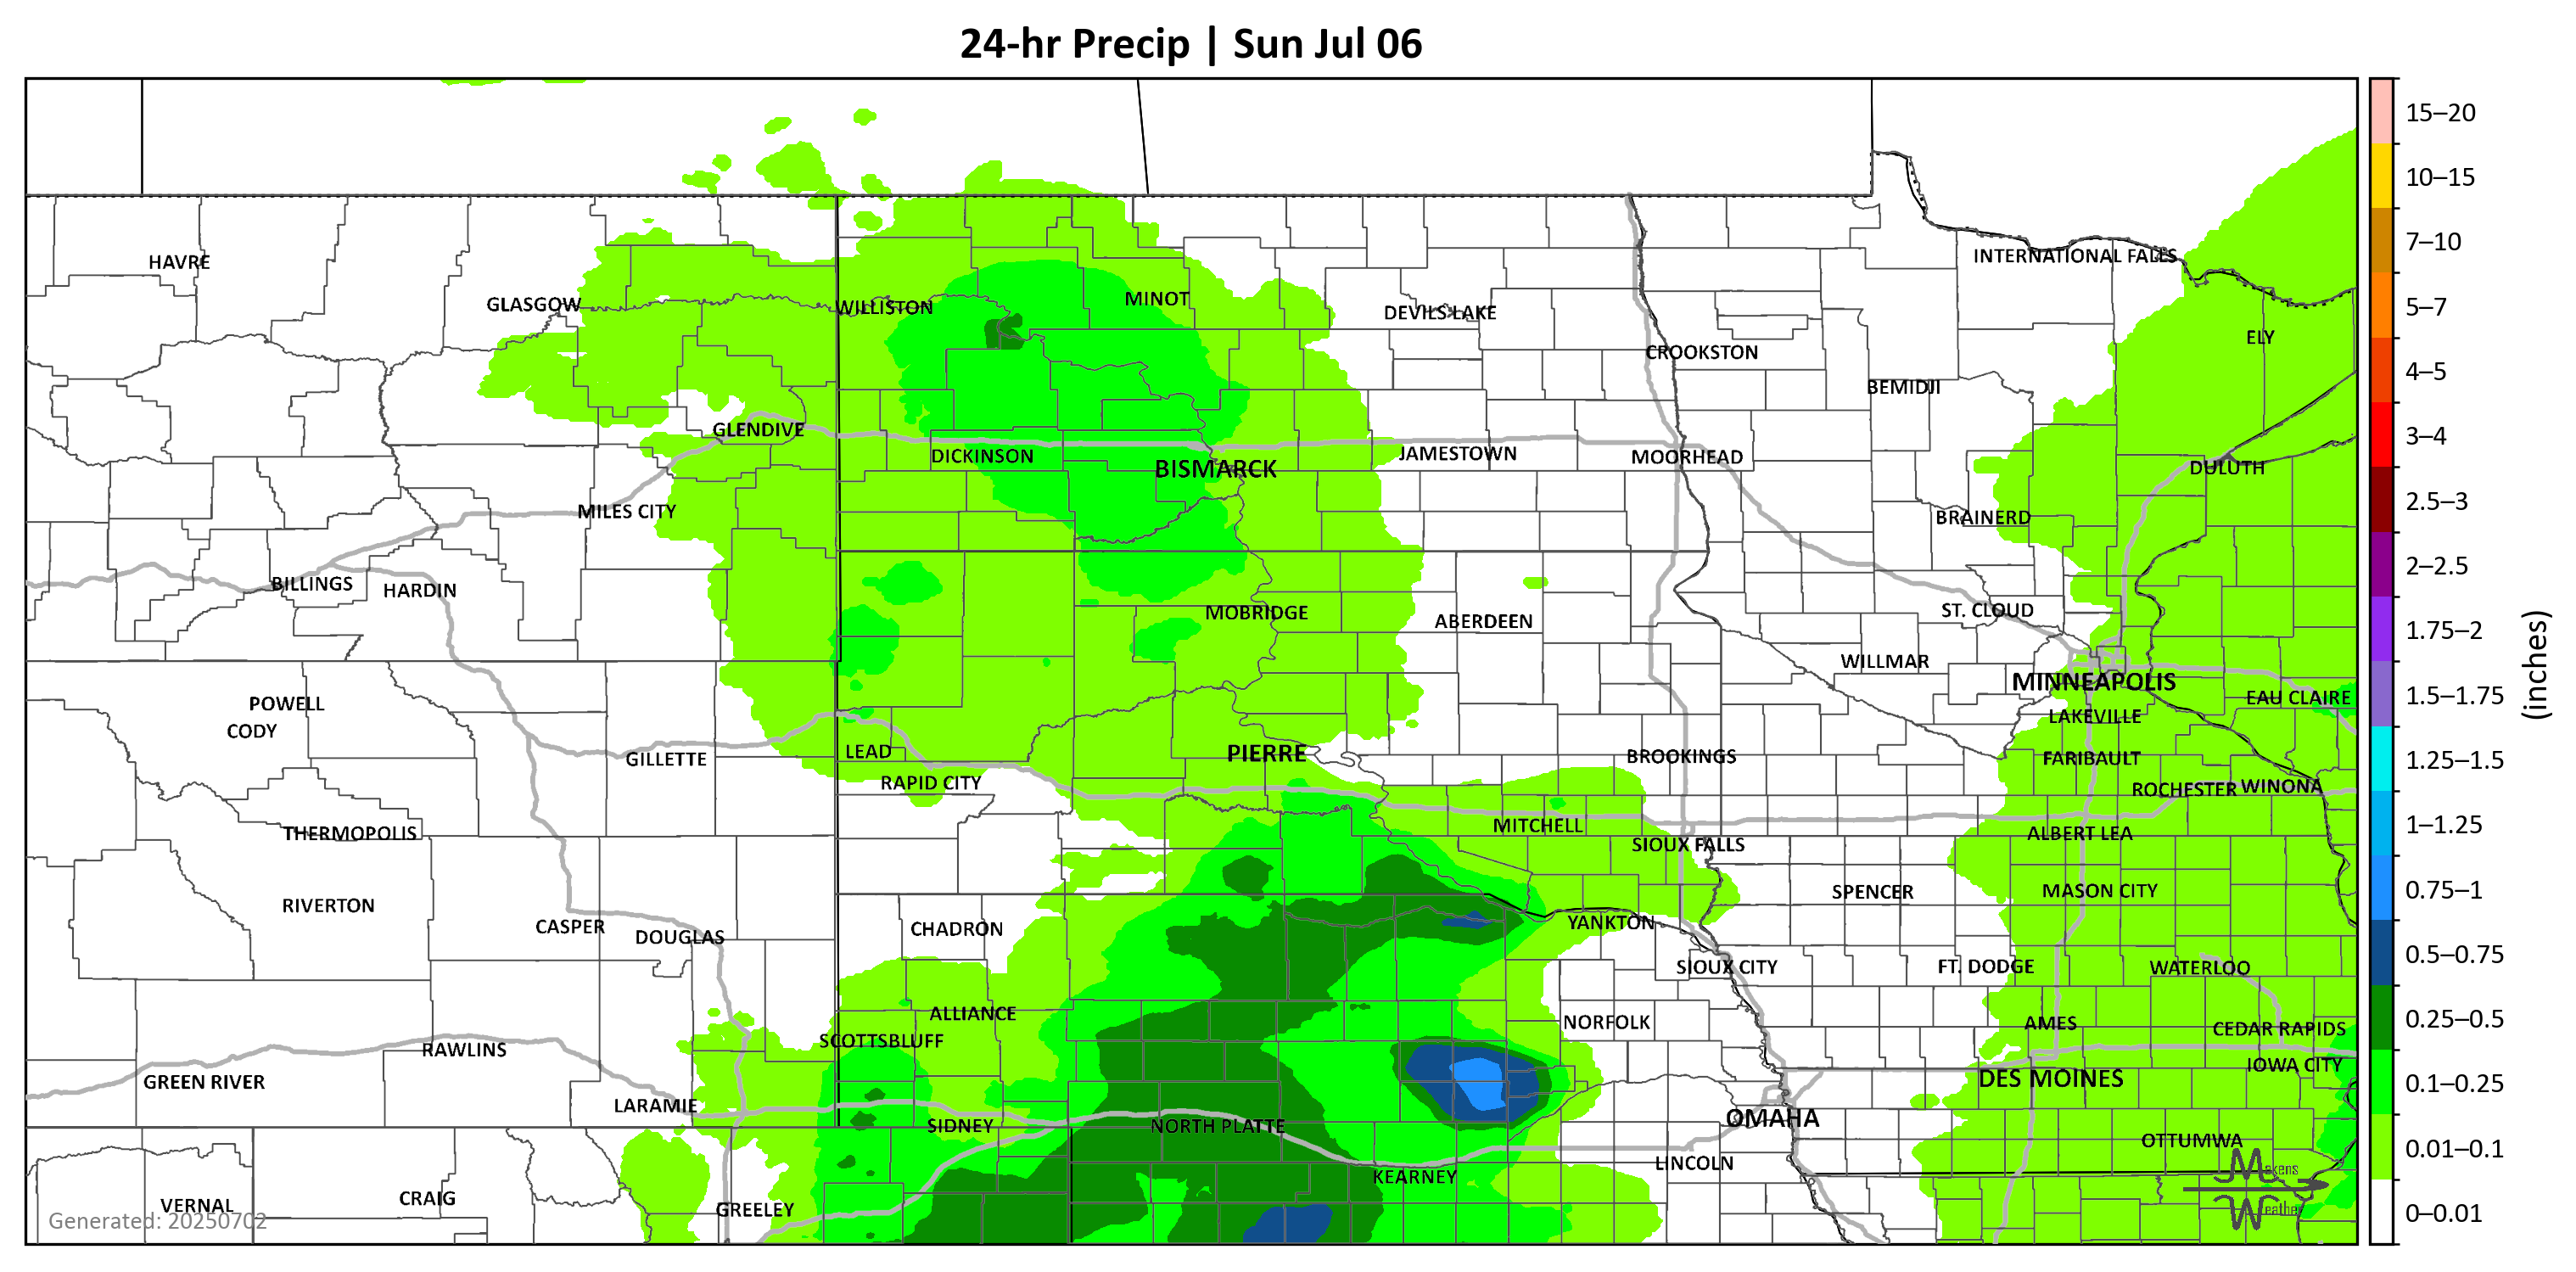 24-hr Precip | Sun Jul 06
15–20
10–15
7–10
5–7
4–5
3–4
2.5–3
2–2.5
1.75–2
1.5–1.75
1.25–1.5
1–1.25
0.75–1
0.5–0.75
0.25–0.5
0.1–0.25
0.01–0.1
0–0.01
(inches)
HAVRE
INTERNATIONAL FALLS
GLASGOW
WILLISTON
MINOT
DEVILS LAKE
ELY
CROOKSTON
BEMIDJI
GLENDIVE
DICKINSON
BISMARCK
JAMESTOWN
MOORHEAD
DULUTH
MILES CITY
BRAINERD
BILLINGS
HARDIN
MOBRIDGE
ABERDEEN
ST. CLOUD
WILLMAR
MINNEAPOLIS
EAU CLAIRE
POWELL
CODY
LAKEVILLE
GILLETTE
LEAD
PIERRE
BROOKINGS
FARIBAULT
RAPID CITY
ROCHESTER
WINONA
THERMOPOLIS
MITCHELL
SIOUX FALLS
ALBERT LEA
RIVERTON
SPENCER
MASON CITY
CASPER
DOUGLAS
CHADRON
YANKTON
SIOUX CITY
FT. DODGE
WATERLOO
ALLIANCE
SCOTTSBLUFF
NORFOLK
AMES
CEDAR RAPIDS
RAWLINS
GREEN RIVER
IOWA CITY
DES MOINES
LARAMIE
SIDNEY
NORTH PLATTE
OMAHA
OTTUMWA
LINCOLN
KEARNEY
VERNAL
CRAIG
GREELEY
Generated: 20250702
Makens
Weather